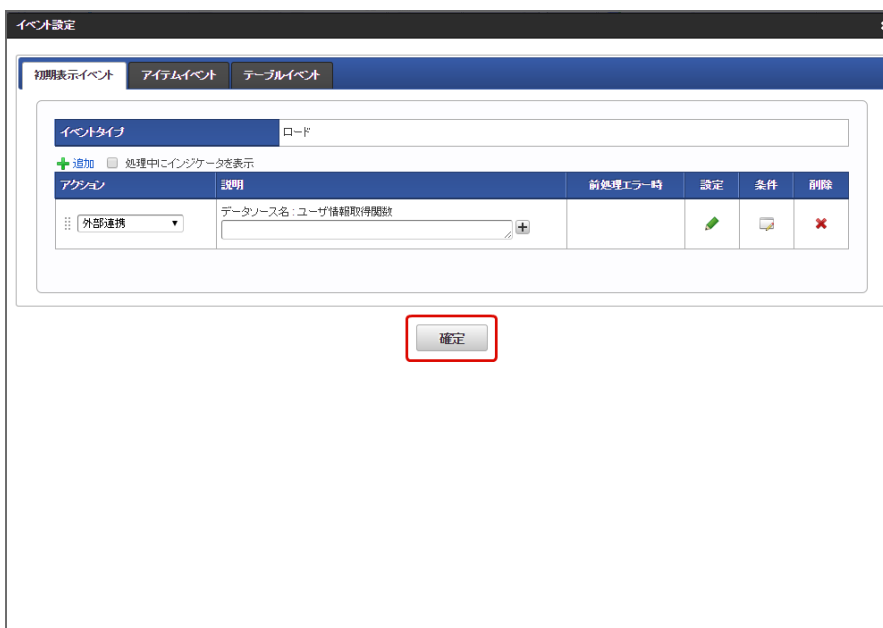 イベント設定
初期表示イベント アイテムイベント テーブルイベント
イベントタイプ ロード
追加 処理中にインジケータを表示
アクション 説明 前処理エラー時 設定 条件 削除
外部連携 データソース名 : ユーザ情報取得関数
確定